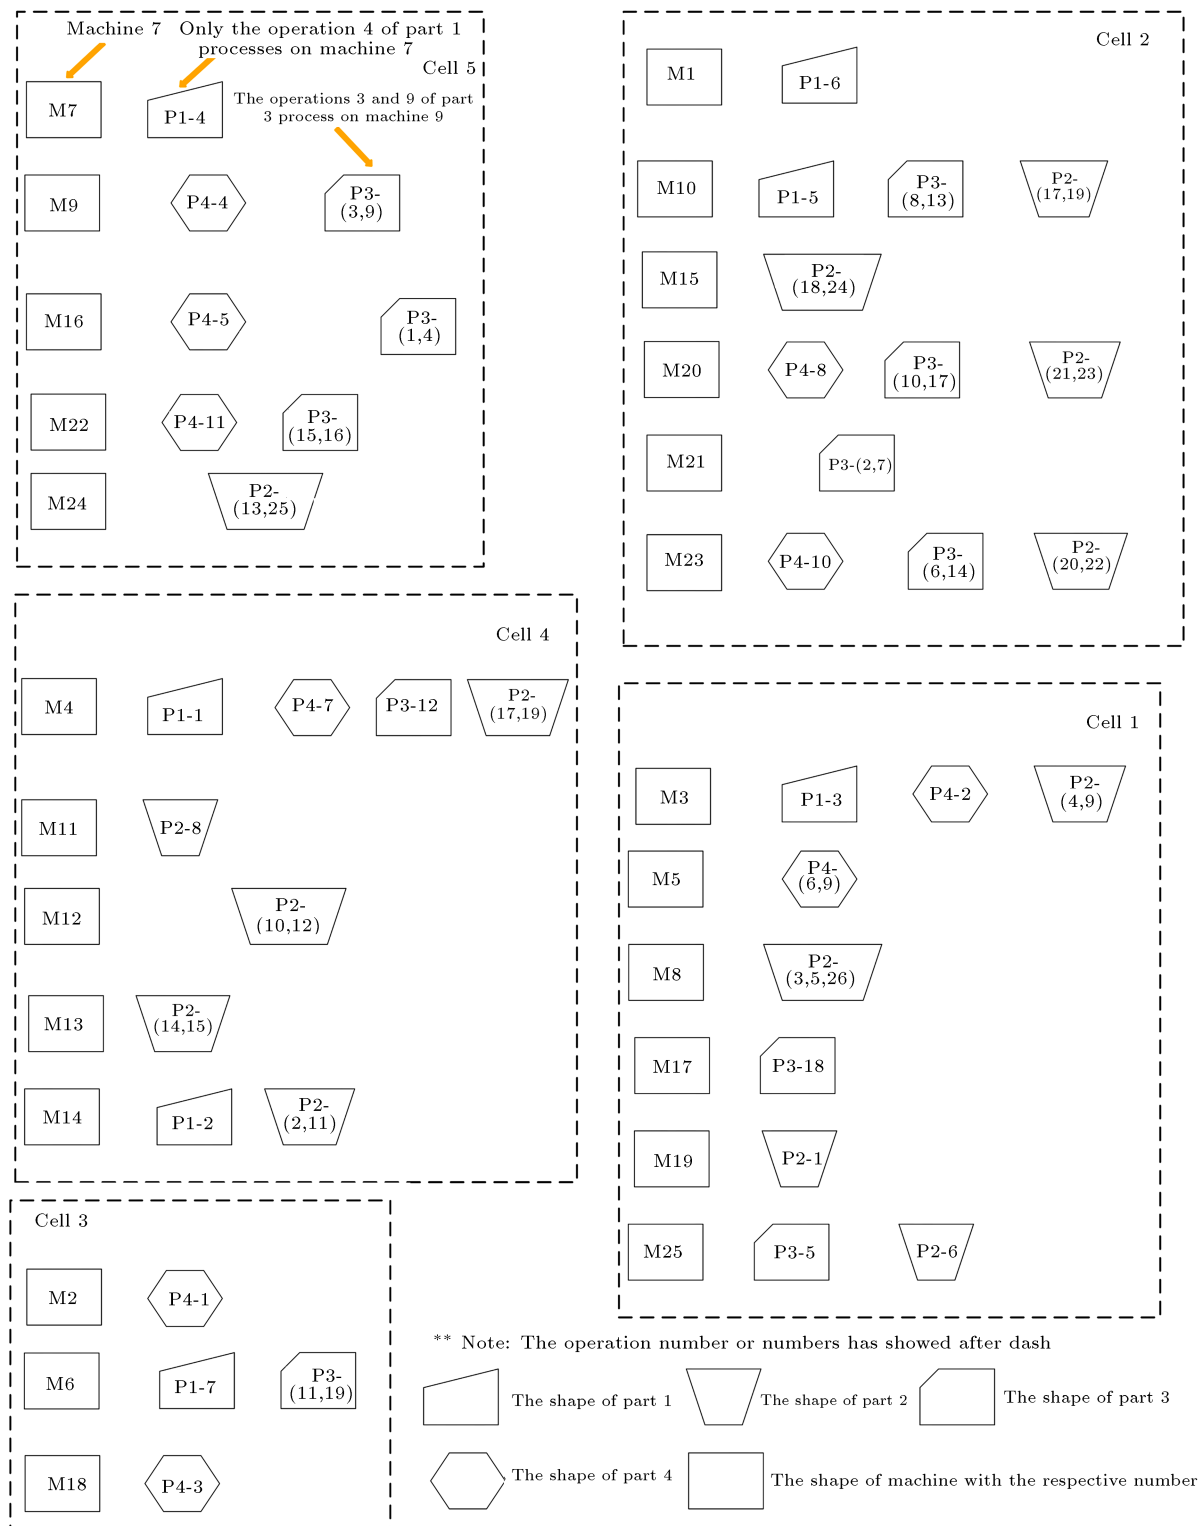 Machine 7
Only the operation 4 of part 1
processes on machine 7
Cell 5
M7
P1-4
The operations 3 and 9 of part
3 process on machine 9
M9
P4-4
P3-
(3,9)
M16
P4-5
P3-
(1,4)
M22
P4-11
P3-
(15,16)
M24
P2-
(13,25)
Cell 2
M1
P1-6
M10
P1-5
P3-
(8,13)
P2-
(17,19)
M15
P2-
(18,24)
M20
P4-8
P3-
(10,17)
P2-
(21,23)
M21
P3-(2,7)
M23
P4-10
P3-
(6,14)
P2-
(20,22)
Cell 4
M4
P1-1
P4-7
P3-12
P2-
(17,19)
M11
P2-8
M12
P2-
(10,12)
M13
P2-
(14,15)
M14
P1-2
P2-
(2,11)
Cell 1
M3
P1-3
P4-2
P2-
(4,9)
M5
P4-
(6,9)
M8
P2-
(3,5,26)
M17
P3-18
M19
P2-1
M25
P3-5
P2-6
Cell 3
M2
P4-1
M6
P1-7
P3-
(11,19)
M18
P4-3
** Note: The operation number or numbers has showed after dash
The shape of part 1
The shape of part 2
The shape of part 3
The shape of part 4
The shape of machine with the respective number